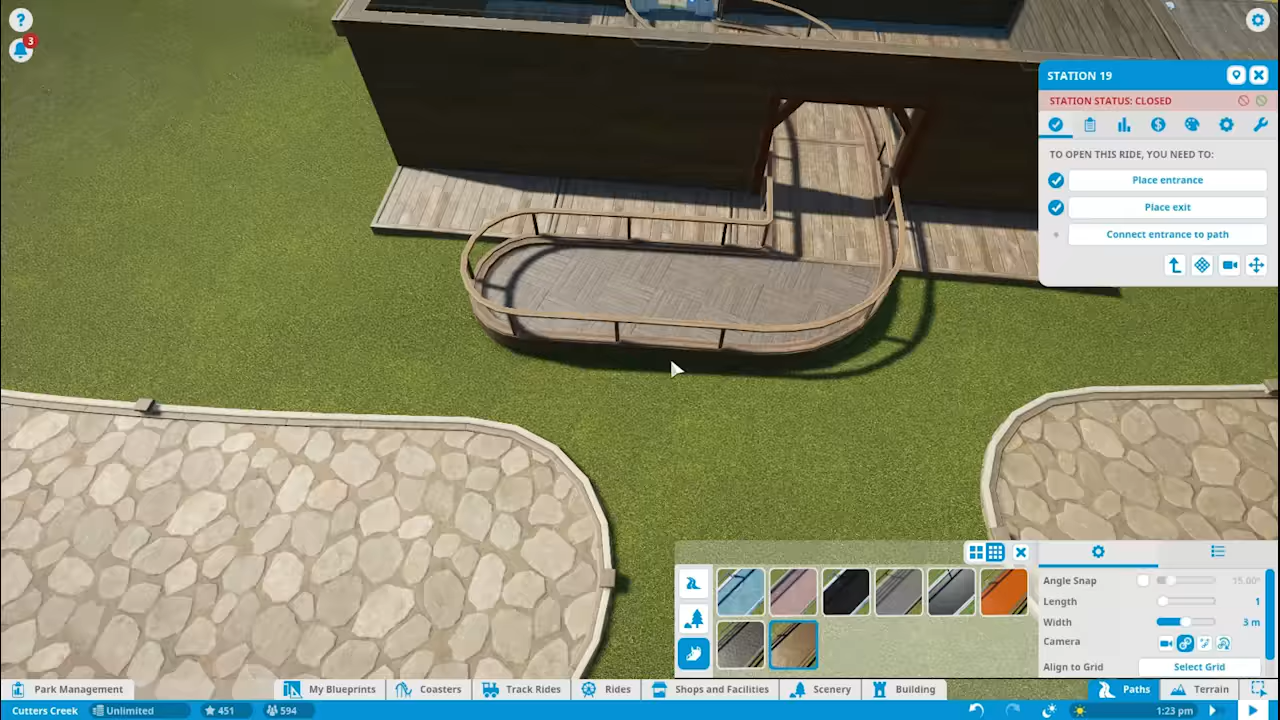 ?
3
STATION 19
STATION STATUS: CLOSED
TO OPEN THIS RIDE, YOU NEED TO:
Place entrance
Place exit
Connect entrance to path
Angle Snap
15.00°
Length
1
Width
3 m
Camera
Align to Grid
Select Grid
Park Management
My Blueprints
Coasters
Track Rides
Rides
Shops and Facilities
Scenery
Building
Paths
Terrain
Cutters Creek
Unlimited
451
594
1:23 pm